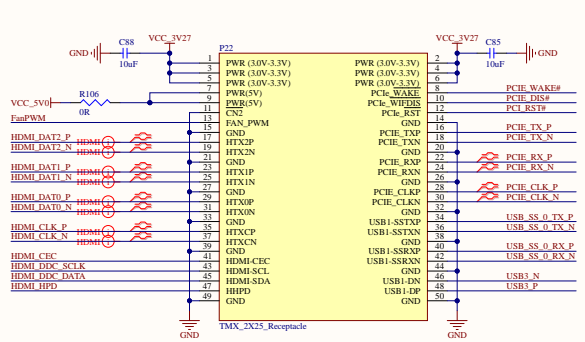 VCC_3V27
VCC_3V27
C88
P22
C85
GND
10uF
10uF
GND
1 PWR (3.0V-3.3V) PWR (3.0V-3.3V) 2
3 PWR (3.0V-3.3V) PWR (3.0V-3.3V) 4
5 PWR (3.0V-3.3V) PWR (3.0V-3.3V) 6
R106 7 PWR(5V) PCIe_WAKE 8 PCIE_WAKE#
VCC_5V0 9 PWR(5V) PCIe_WIFDIS 10 PCIE_DIS#
0R 11 CN2 PCIe_RST 12 PCI_RST#
FanPWM 13 FAN_PWM GND 14
15 GND PCIE_TXP 16 PCIE_TX_P
HDMI_DAT2_P HDMI 17 HTX2P PCIE_TXN 18 PCIE_TX_N
HDMI_DAT2_N 19 HTX2N GND 20
21 GND PCIE_RXP 22 PCIE_RX_P
HDMI_DAT1_P HDMI 23 HTX1P PCIE_RXN 24 PCIE_RX_N
HDMI_DAT1_N 25 HTX1N GND 26
27 GND PCIE_CLKP 28 PCIE_CLK_P
HDMI_DAT0_P HDMI 29 HTX0P PCIE_CLKN 30 PCIE_CLK_N
HDMI_DAT0_N 31 HTX0N GND 32
33 GND USB1-SSTXP 34 USB_SS_0_TX_P
HDMI_CLK_P HDMI 35 HTXCP USB1-SSTXN 36 USB_SS_0_TX_N
HDMI_CLK_N HDMI 37 HTXCN GND 38
39 GND USB1-SSRXP 40 USB_SS_0_RX_P
HDMI_CEC 41 HDMI-CEC USB1-SSRXN 42 USB_SS_0_RX_N
HDMI_DDC_SCLK 43 HDMI-SCL GND 44
HDMI_DDC_DATA 45 HDMI-SDA USB1-DN 46 USB3_N
HDMI_HPD 47 HHPD USB1-DP 48 USB3_P
49 GND GND 50
TMX_2X25_Receptacle
GND
GND